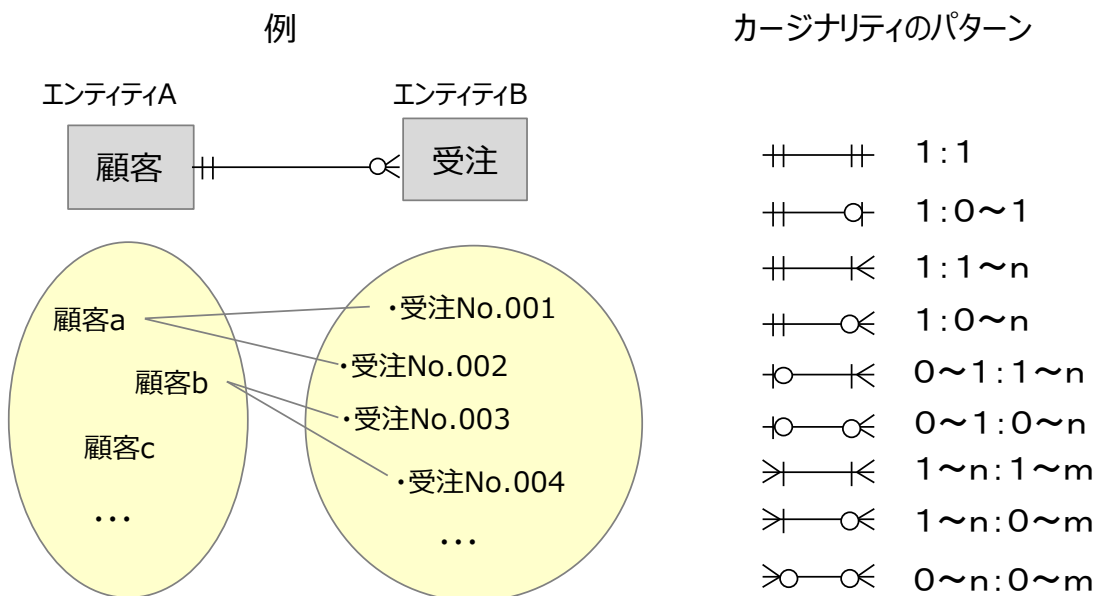 例
エンティティA
エンティティB
顧客
受注
顧客a
顧客b
顧客c
…
・受注No.001
・受注No.002
・受注No.003
・受注No.004
…
カージナリティのパターン
1:1
1:0～1
1:1～n
1:0～n
0～1:1～n
0～1:0～n
1～n:1～m
1～n:0～m
0～n:0～m